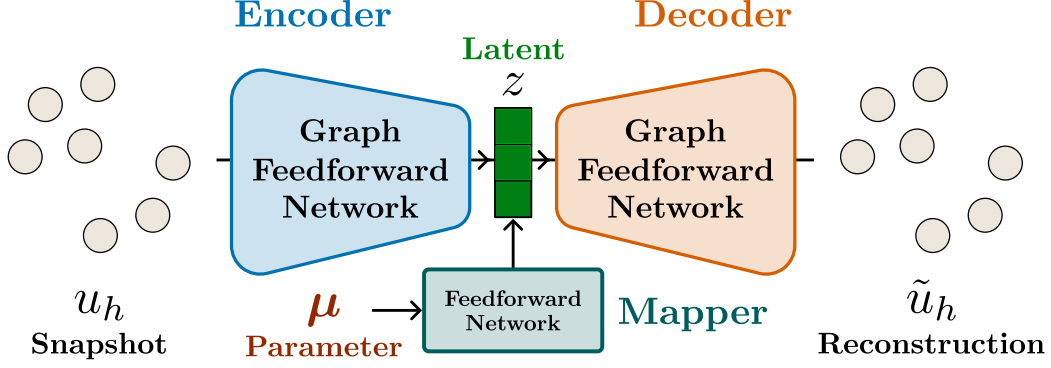 Encoder
Decoder
Latent
z
Graph
Feedforward
Network
Graph
Feedforward
Network
u_h
Snapshot
μ
Parameter
Feedforward
Network
Mapper
ũ_h
Reconstruction